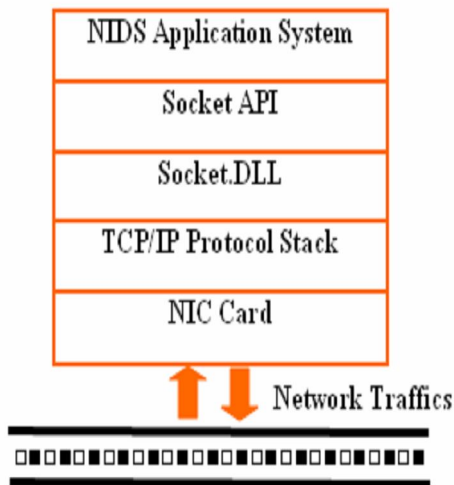 NIDS Application System
Socket API
Socket.DLL
TCP/IP Protocol Stack
NIC Card
Network Traffics